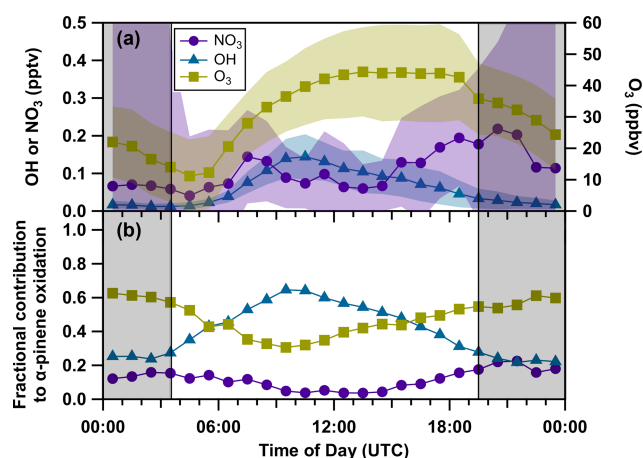 (a)
NO₃
OH
O₃
0.5
0.4
0.3
0.2
0.1
0.0
OH or NO₃ (pptv)
60
50
40
30
20
10
0
O₃ (ppbv)
(b)
1.0
0.8
0.6
0.4
0.2
0.0
Fractional contribution
to α-pinene oxidation
00:00
06:00
12:00
18:00
00:00
Time of Day (UTC)